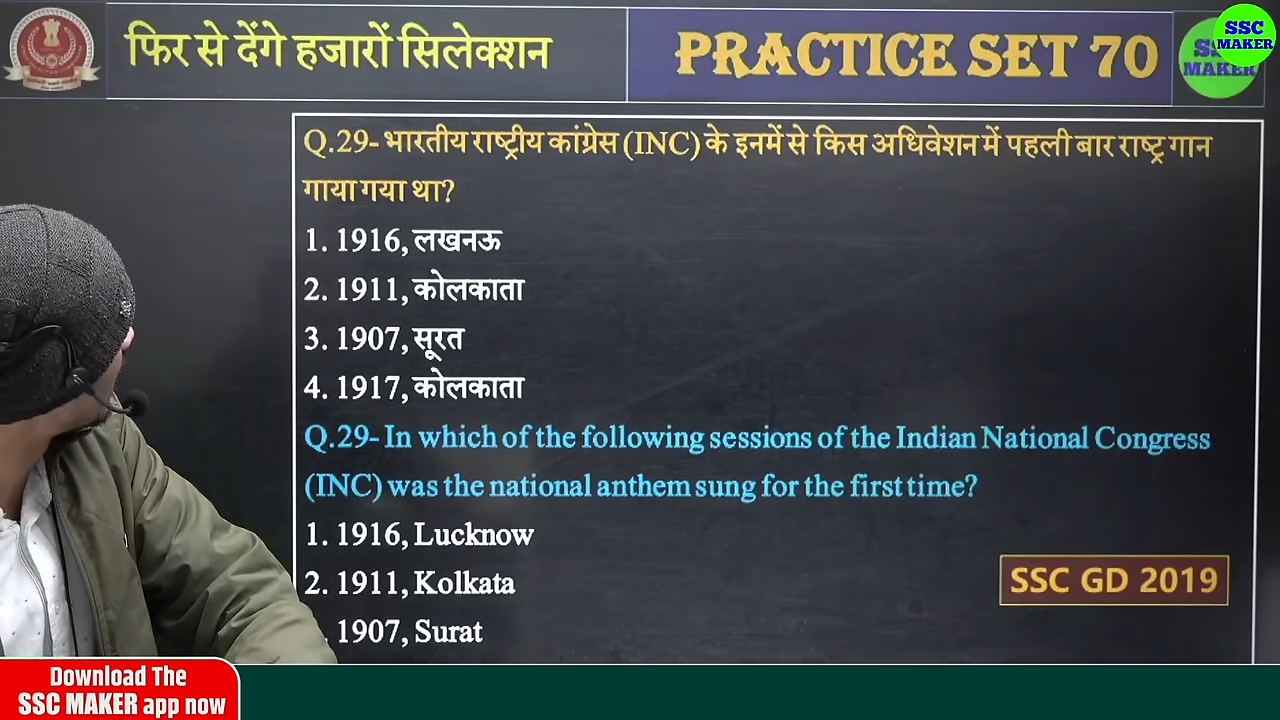 फिर से देंगे हजारों सिलेक्शन
PRACTICE SET 70
SSC
MAKER
MAKER
Q.29- भारतीय राष्ट्रीय कांग्रेस (INC) के इनमें से किस अधिवेशन में पहली बार राष्ट्र गान
गाया गया था?
1. 1916, लखनऊ
2. 1911, कोलकाता
3. 1907, सूरत
4. 1917, कोलकाता
Q.29- In which of the following sessions of the Indian National Congress
(INC) was the national anthem sung for the first time?
1. 1916, Lucknow
2. 1911, Kolkata
1907, Surat
SSC GD 2019
Download The
SSC MAKER app now